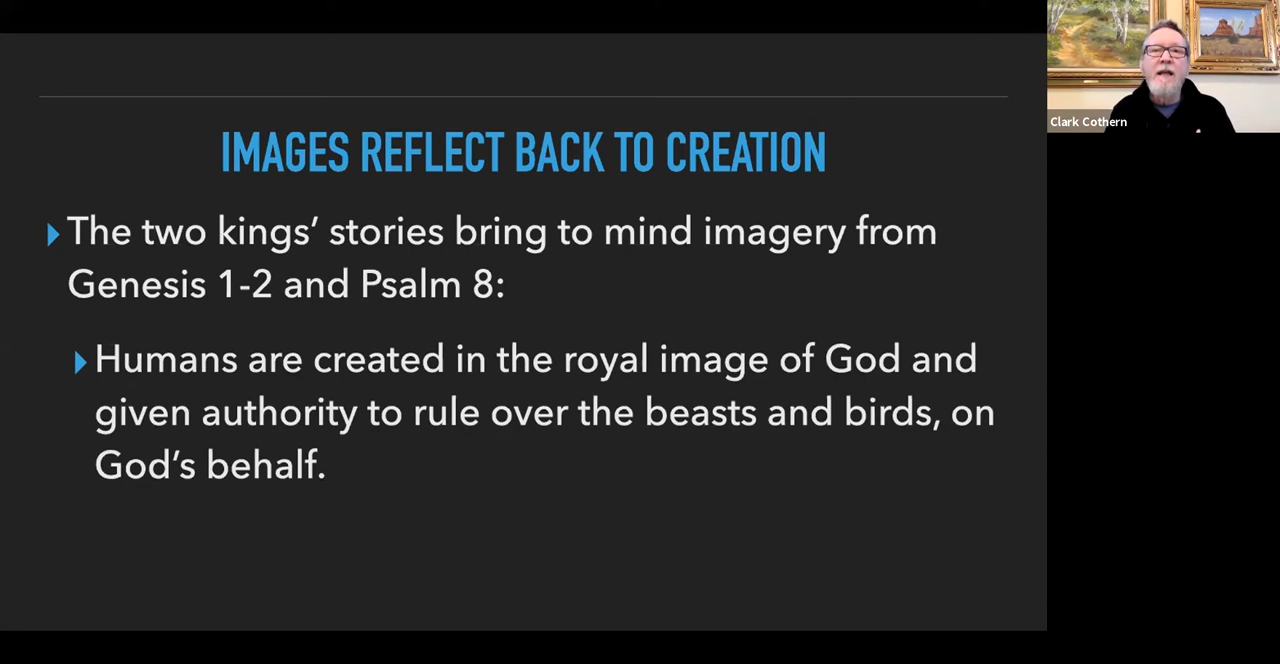 IMAGES REFLECT BACK TO CREATION
The two kings’ stories bring to mind imagery from
Genesis 1-2 and Psalm 8:
Humans are created in the royal image of God and
given authority to rule over the beasts and birds, on
God’s behalf.
Clark Cothern